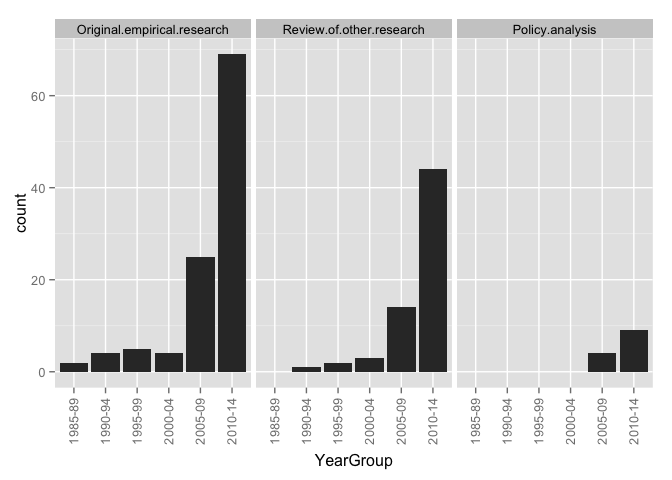 Original.empirical.research Review.of.other.research Policy.analysis
60
40
20
0
count
1985-89 1990-94 1995-99 2000-04 2005-09 2010-14 1985-89 1990-94 1995-99 2000-04 2005-09 2010-14 1985-89 1990-94 1995-99 2000-04 2005-09 2010-14
YearGroup